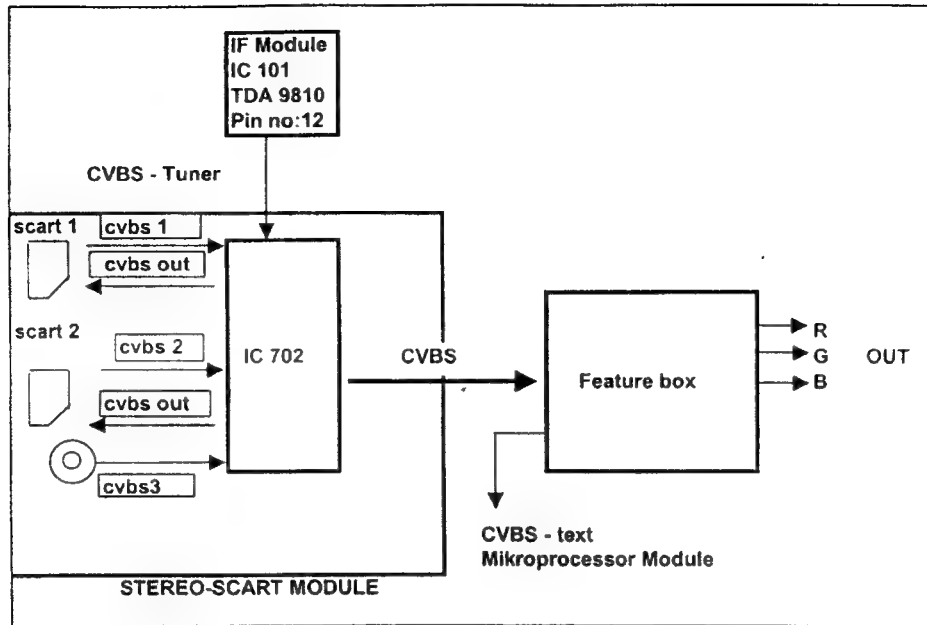 IF Module
IC 101
TDA 9810
Pin no:12
CVBS - Tuner
scart 1
cvbs 1
cvbs out
scart 2
cvbs 2
cvbs out
cvbs3
IC 702
CVBS
Feature box
R
G
B
OUT
CVBS - text
Mikroprocessor Module
STEREO-SCART MODULE